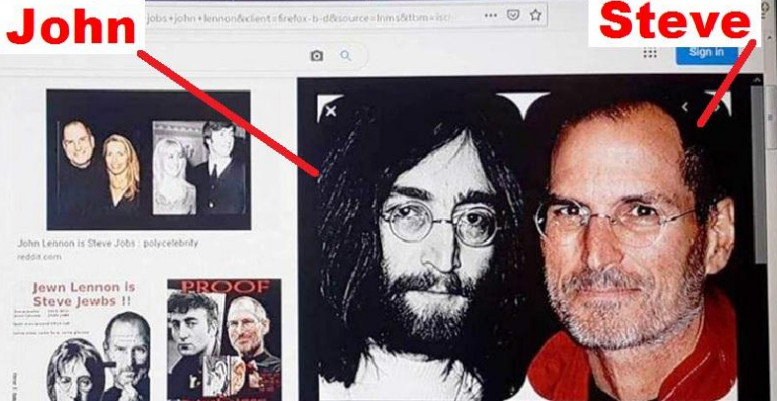 John
Steve
jobs+john+lennon&client=firefox-b-d&source=lnms&tbm=isc
Sign in
John Lennon is Steve Jobs : polycelebrity
reddit.com
Jewn Lennon is
Steve Jewbs !!
PROOF